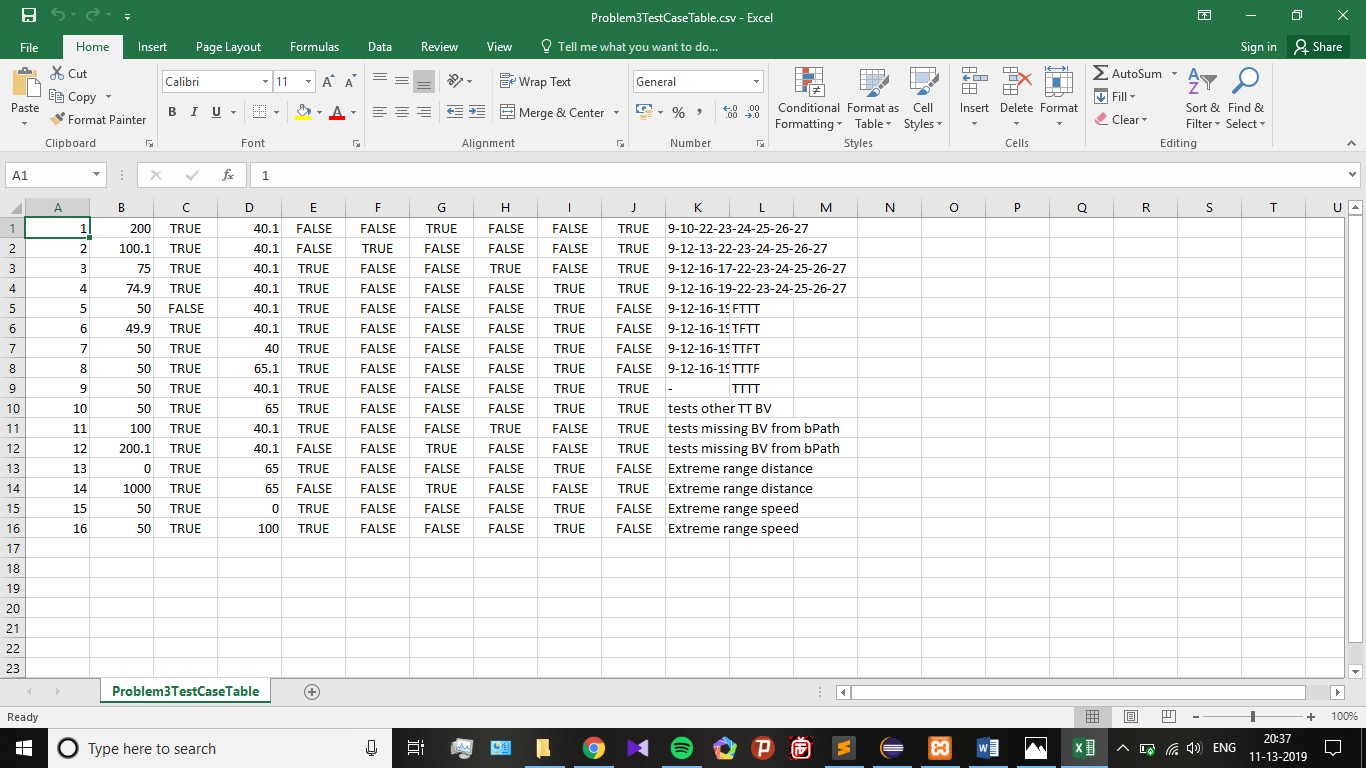 Problem3TestCaseTable.csv - Excel
File Home Insert Page Layout Formulas Data Review View Tell me what you want to do... Sign in Share
Paste Cut Copy Format Painter Clipboard
Calibri 11 A A B I U A Font
Wrap Text Merge & Center Alignment
General % , .0 .00 .00 .0 Number
Conditional Formatting Format as Table Cell Styles Styles
Insert Delete Format Cells
AutoSum Fill Clear Sort & Filter Find & Select Editing
A1 fx 1
A B C D E F G H I J K L M N O P Q R S T U
1 1 200 TRUE 40.1 FALSE FALSE TRUE FALSE FALSE TRUE 9-10-22-23-24-25-26-27
2 2 100.1 TRUE 40.1 FALSE TRUE FALSE FALSE FALSE TRUE 9-12-13-22-23-24-25-26-27
3 3 75 TRUE 40.1 TRUE FALSE FALSE TRUE FALSE TRUE 9-12-16-17-22-23-24-25-26-27
4 4 74.9 TRUE 40.1 TRUE FALSE FALSE FALSE TRUE TRUE 9-12-16-19-22-23-24-25-26-27
5 5 50 FALSE 40.1 TRUE FALSE FALSE FALSE TRUE FALSE 9-12-16-19 FTTT
6 6 49.9 TRUE 40.1 TRUE FALSE FALSE FALSE TRUE FALSE 9-12-16-19 TFTT
7 7 50 TRUE 40 TRUE FALSE FALSE FALSE TRUE FALSE 9-12-16-19 TTFT
8 8 50 TRUE 65.1 TRUE FALSE FALSE FALSE TRUE FALSE 9-12-16-19 TTTF
9 9 50 TRUE 40.1 TRUE FALSE FALSE FALSE TRUE TRUE - TTTT
10 10 50 TRUE 65 TRUE FALSE FALSE FALSE TRUE TRUE tests other TT BV
11 11 100 TRUE 40.1 TRUE FALSE FALSE TRUE FALSE TRUE tests missing BV from bPath
12 12 200.1 TRUE 40.1 FALSE FALSE TRUE FALSE FALSE TRUE tests missing BV from bPath
13 13 0 TRUE 65 TRUE FALSE FALSE FALSE TRUE FALSE Extreme range distance
14 14 1000 TRUE 65 FALSE FALSE TRUE FALSE FALSE TRUE Extreme range distance
15 15 50 TRUE 0 TRUE FALSE FALSE FALSE TRUE FALSE Extreme range speed
16 16 50 TRUE 100 TRUE FALSE FALSE FALSE TRUE FALSE Extreme range speed
17
18
19
20
21
22
23
Problem3TestCaseTable
Ready 100%
Type here to search ENG 20:37
11-13-2019